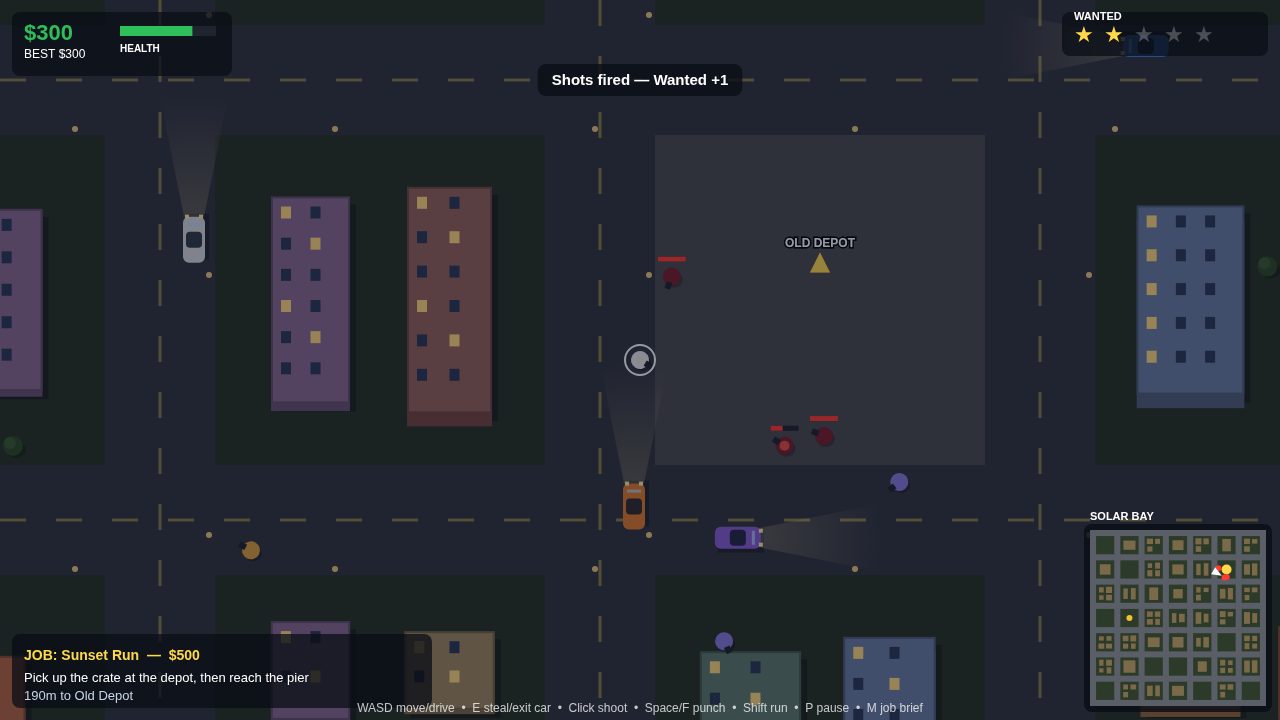 $300
BEST $300
HEALTH
WANTED
Shots fired — Wanted +1
OLD DEPOT
SOLAR BAY
JOB: Sunset Run — $500
Pick up the crate at the depot, then reach the pier
190m to Old Depot
WASD move/drive • E steal/exit car • Click shoot • Space/F punch • Shift run • P pause • M job brief